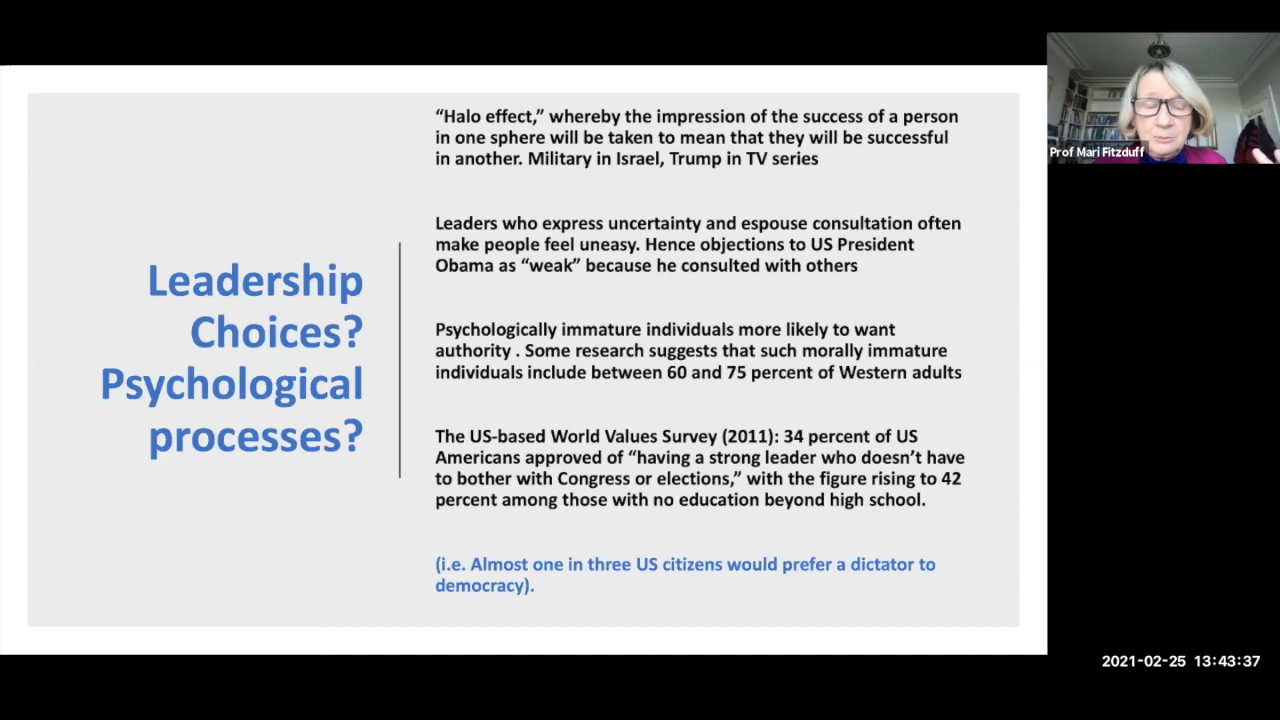 Leadership
Choices?
Psychological
processes?
“Halo effect,” whereby the impression of the success of a person
in one sphere will be taken to mean that they will be successful
in another. Military in Israel, Trump in TV series
Leaders who express uncertainty and espouse consultation often
make people feel uneasy. Hence objections to US President
Obama as “weak” because he consulted with others
Psychologically immature individuals more likely to want
authority . Some research suggests that such morally immature
individuals include between 60 and 75 percent of Western adults
The US-based World Values Survey (2011): 34 percent of US
Americans approved of “having a strong leader who doesn’t have
to bother with Congress or elections,” with the figure rising to 42
percent among those with no education beyond high school.
(i.e. Almost one in three US citizens would prefer a dictator to
democracy).
Prof Mari Fitzduff
2021-02-25 13:43:37